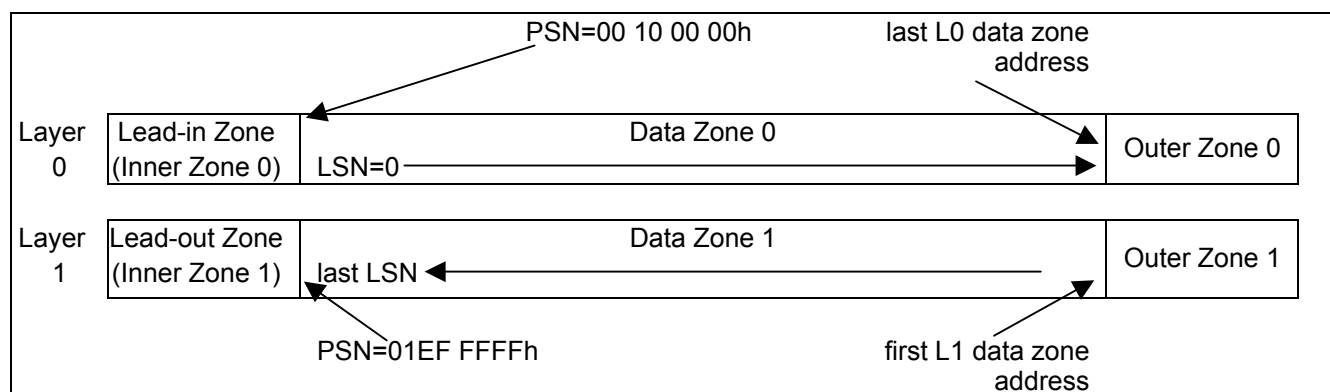 PSN=00 10 00 00h
last L0 data zone
address
Layer
0
Lead-in Zone
(Inner Zone 0)
Data Zone 0
LSN=0
Outer Zone 0
Layer
1
Lead-out Zone
(Inner Zone 1)
Data Zone 1
last LSN
Outer Zone 1
PSN=01EF FFFFh
first L1 data zone
address